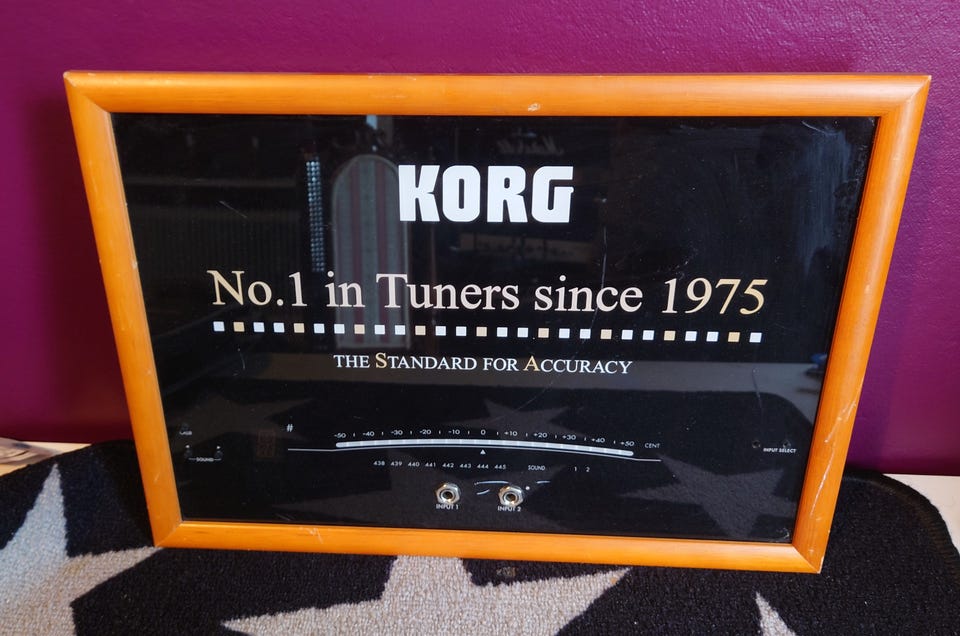 KORG
No.1 in Tuners since 1975
THE STANDARD FOR ACCURACY
#
-50 -40 -30 -20 -10 0 +10 +20 +30 +40 +50 CENT
438 439 440 441 442 443 444 445 SOUND 1 2
SOUND
INPUT SELECT
INPUT 1 INPUT 2